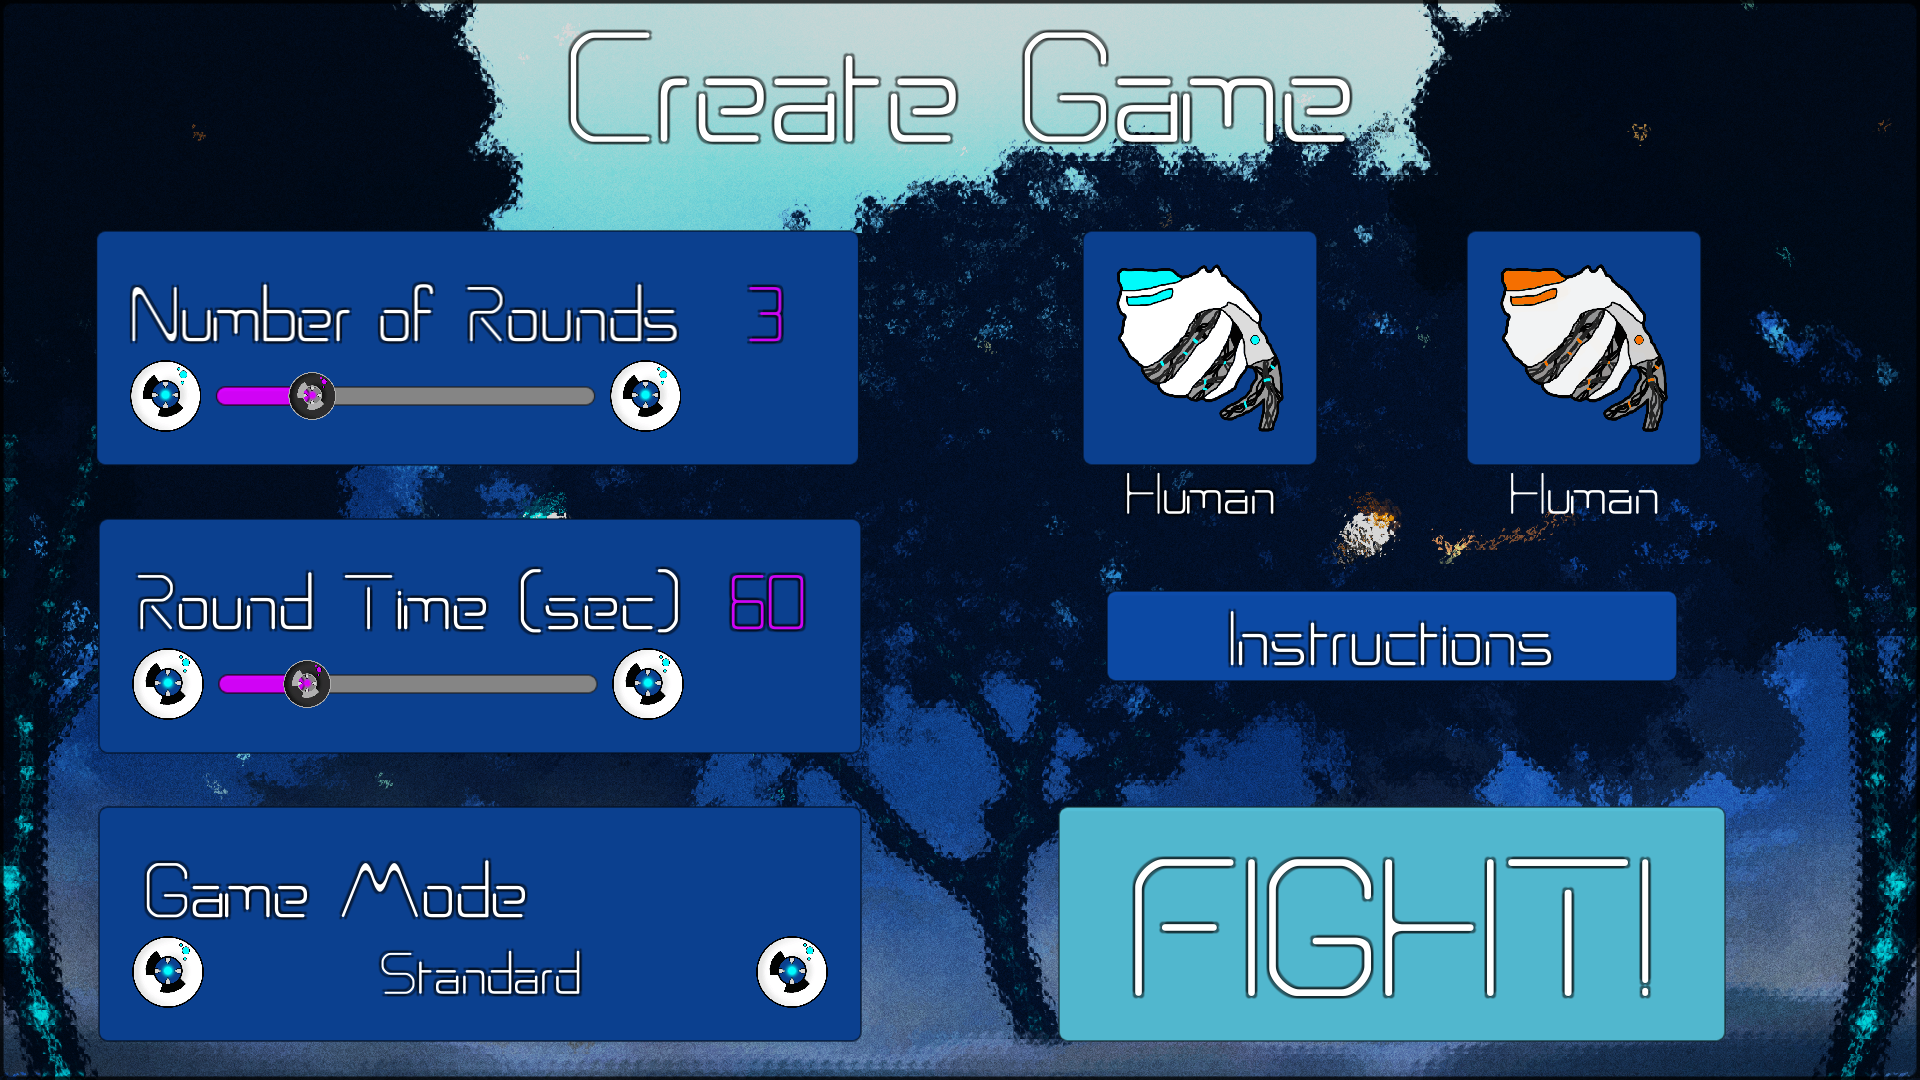 Create Game
Number of Rounds 3
Round Time (sec) 60
Game Mode
Standard
Human
Human
Instructions
FIGHT!